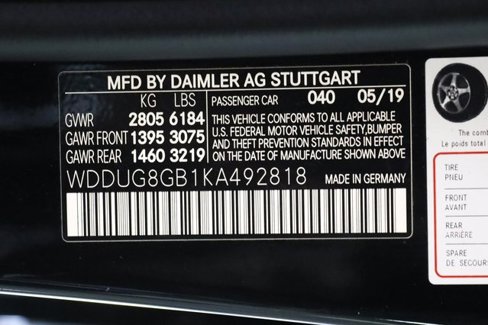 MFD BY DAIMLER AG STUTTGART
KG LBS PASSENGER CAR 040 05/19
GVWR 2805 6184
GAWR FRONT 1395 3075
GAWR REAR 1460 3219
THIS VEHICLE CONFORMS TO ALL APPLICABLE
U.S. FEDERAL MOTOR VEHICLE SAFETY, BUMPER
AND THEFT PREVENTION STANDARDS IN EFFECT
ON THE DATE OF MANUFACTURE SHOWN ABOVE
WDDUG8GB1KA492818 MADE IN GERMANY
The comb
Le poids total
TIRE
PNEU
FRONT
AVANT
REAR
ARRIÈRE
SPARE
DE SECOUR